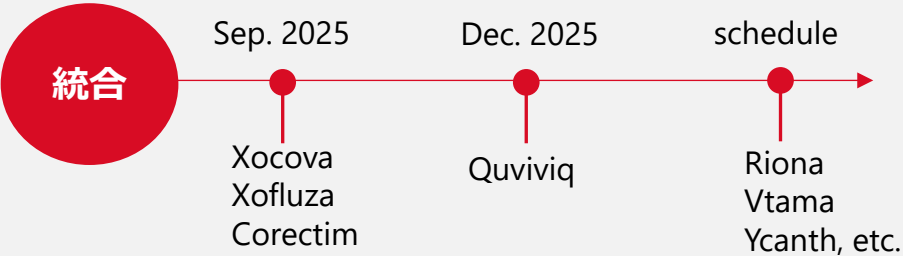 統合
Sep. 2025
Dec. 2025
schedule
Xocova
Xofluza
Corectim
Quviviq
Riona
Vtama
Ycanth, etc.